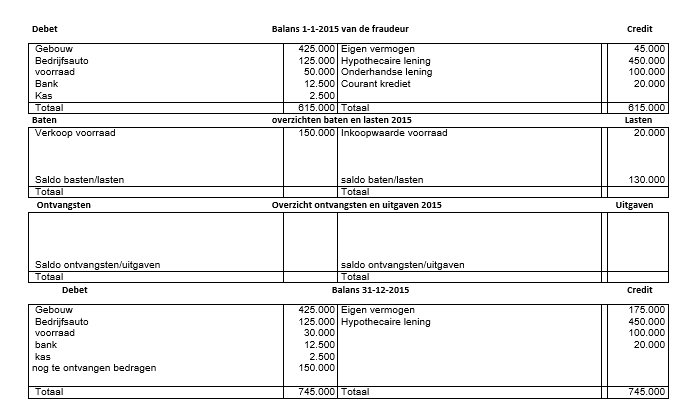 Debet Balans 1-1-2015 van de fraudeur Credit
Gebouw 425.000 Eigen vermogen 45.000
Bedrijfsauto 125.000 Hypothecaire lening 450.000
voorraad 50.000 Onderhandse lening 100.000
Bank 12.500 Courant krediet 20.000
Kas 2.500
Totaal 615.000 Totaal 615.000
Baten overzichten baten en lasten 2015 Lasten
Verkoop voorraad 150.000 Inkoopwaarde voorraad 20.000
Saldo basten/lasten saldo baten/lasten 130.000
Totaal Totaal
Ontvangsten Overzicht ontvangsten en uitgaven 2015 Uitgaven
Saldo ontvangsten/uitgaven saldo ontvangsten/uitgaven
Totaal Totaal
Debet Balans 31-12-2015 Credit
Gebouw 425.000 Eigen vermogen 175.000
Bedrijfsauto 125.000 Hypothecaire lening 450.000
voorraad 30.000 100.000
bank 12.500 20.000
kas 2.500
nog te ontvangen bedragen 150.000
Totaal 745.000 Totaal 745.000